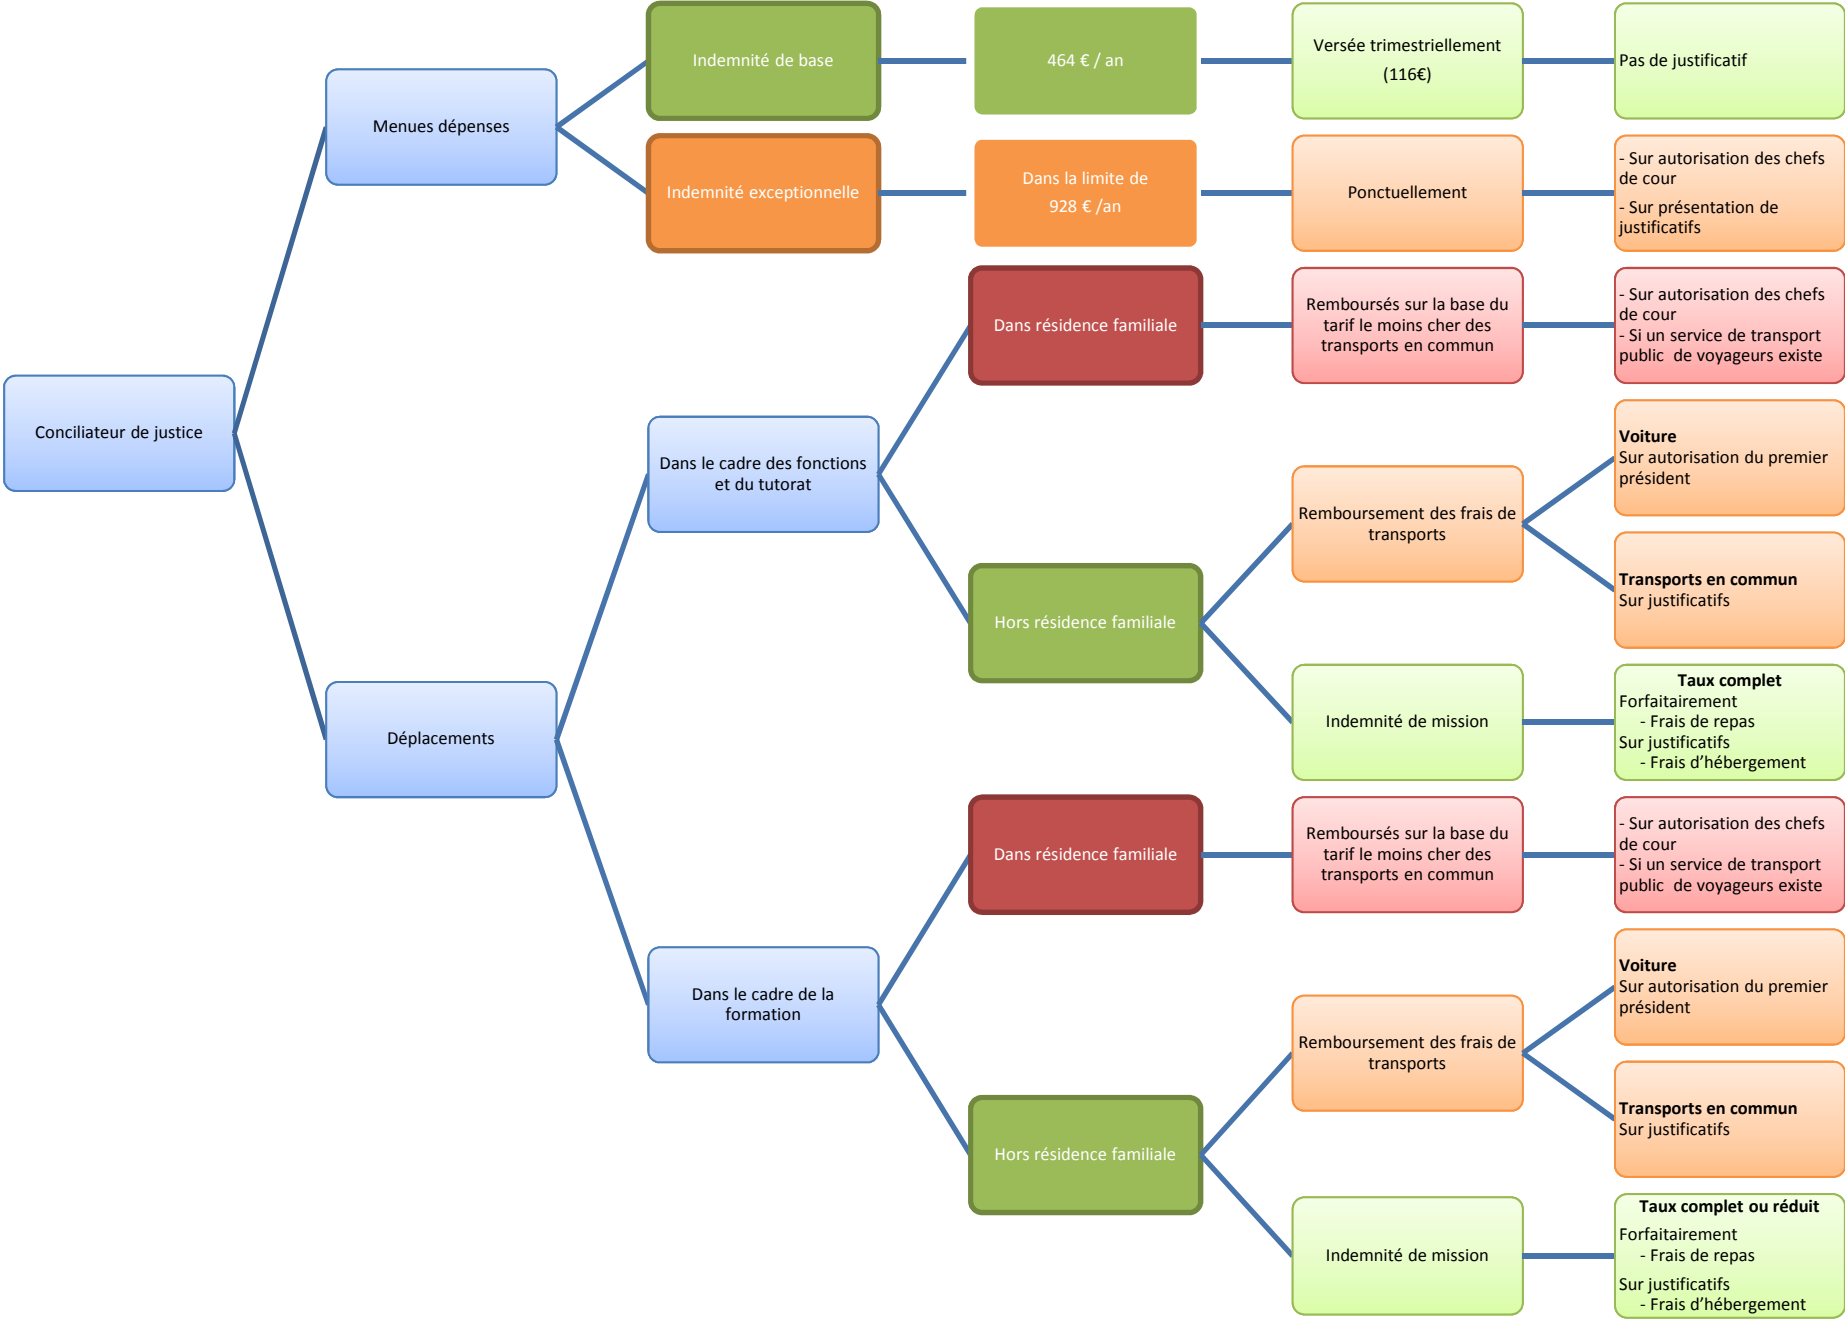 Conciliateur de justice
Menues dépenses
Indemnité de base
464 € / an
Versée trimestriellement
(116€)
Pas de justificatif
Indemnité exceptionnelle
Dans la limite de
928 € /an
Ponctuellement
- Sur autorisation des chefs
de cour
- Sur présentation de
justificatifs
Déplacements
Dans le cadre des fonctions
et du tutorat
Dans résidence familiale
Remboursés sur la base du
tarif le moins cher des
transports en commun
- Sur autorisation des chefs
de cour
- Si un service de transport
public  de voyageurs existe
Hors résidence familiale
Remboursement des frais de
transports
Voiture
Sur autorisation du premier
président
Transports en commun
Sur justificatifs
Indemnité de mission
Taux complet
Forfaitairement
- Frais de repas
Sur justificatifs
- Frais d’hébergement
Dans le cadre de la
formation
Dans résidence familiale
Remboursés sur la base du
tarif le moins cher des
transports en commun
- Sur autorisation des chefs
de cour
- Si un service de transport
public  de voyageurs existe
Hors résidence familiale
Remboursement des frais de
transports
Voiture
Sur autorisation du premier
président
Transports en commun
Sur justificatifs
Indemnité de mission
Taux complet ou réduit
Forfaitairement
- Frais de repas
Sur justificatifs
- Frais d’hébergement